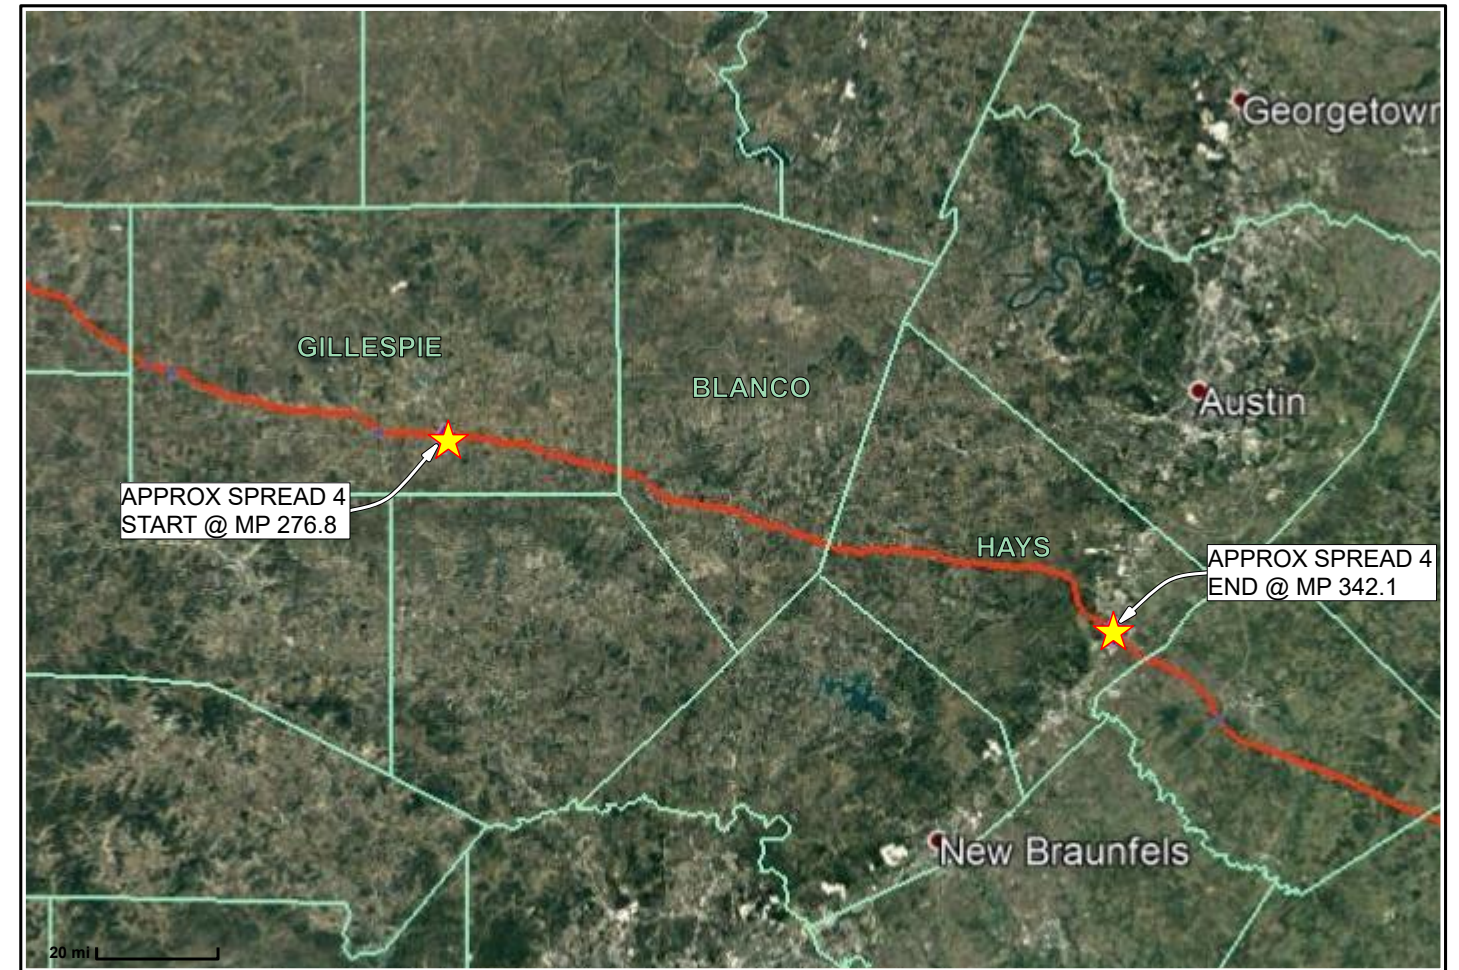 Georgetown
GILLESPIE
BLANCO
Austin
APPROX SPREAD 4
START @ MP 276.8
HAYS
APPROX SPREAD 4
END @ MP 342.1
New Braunfels
20 mi